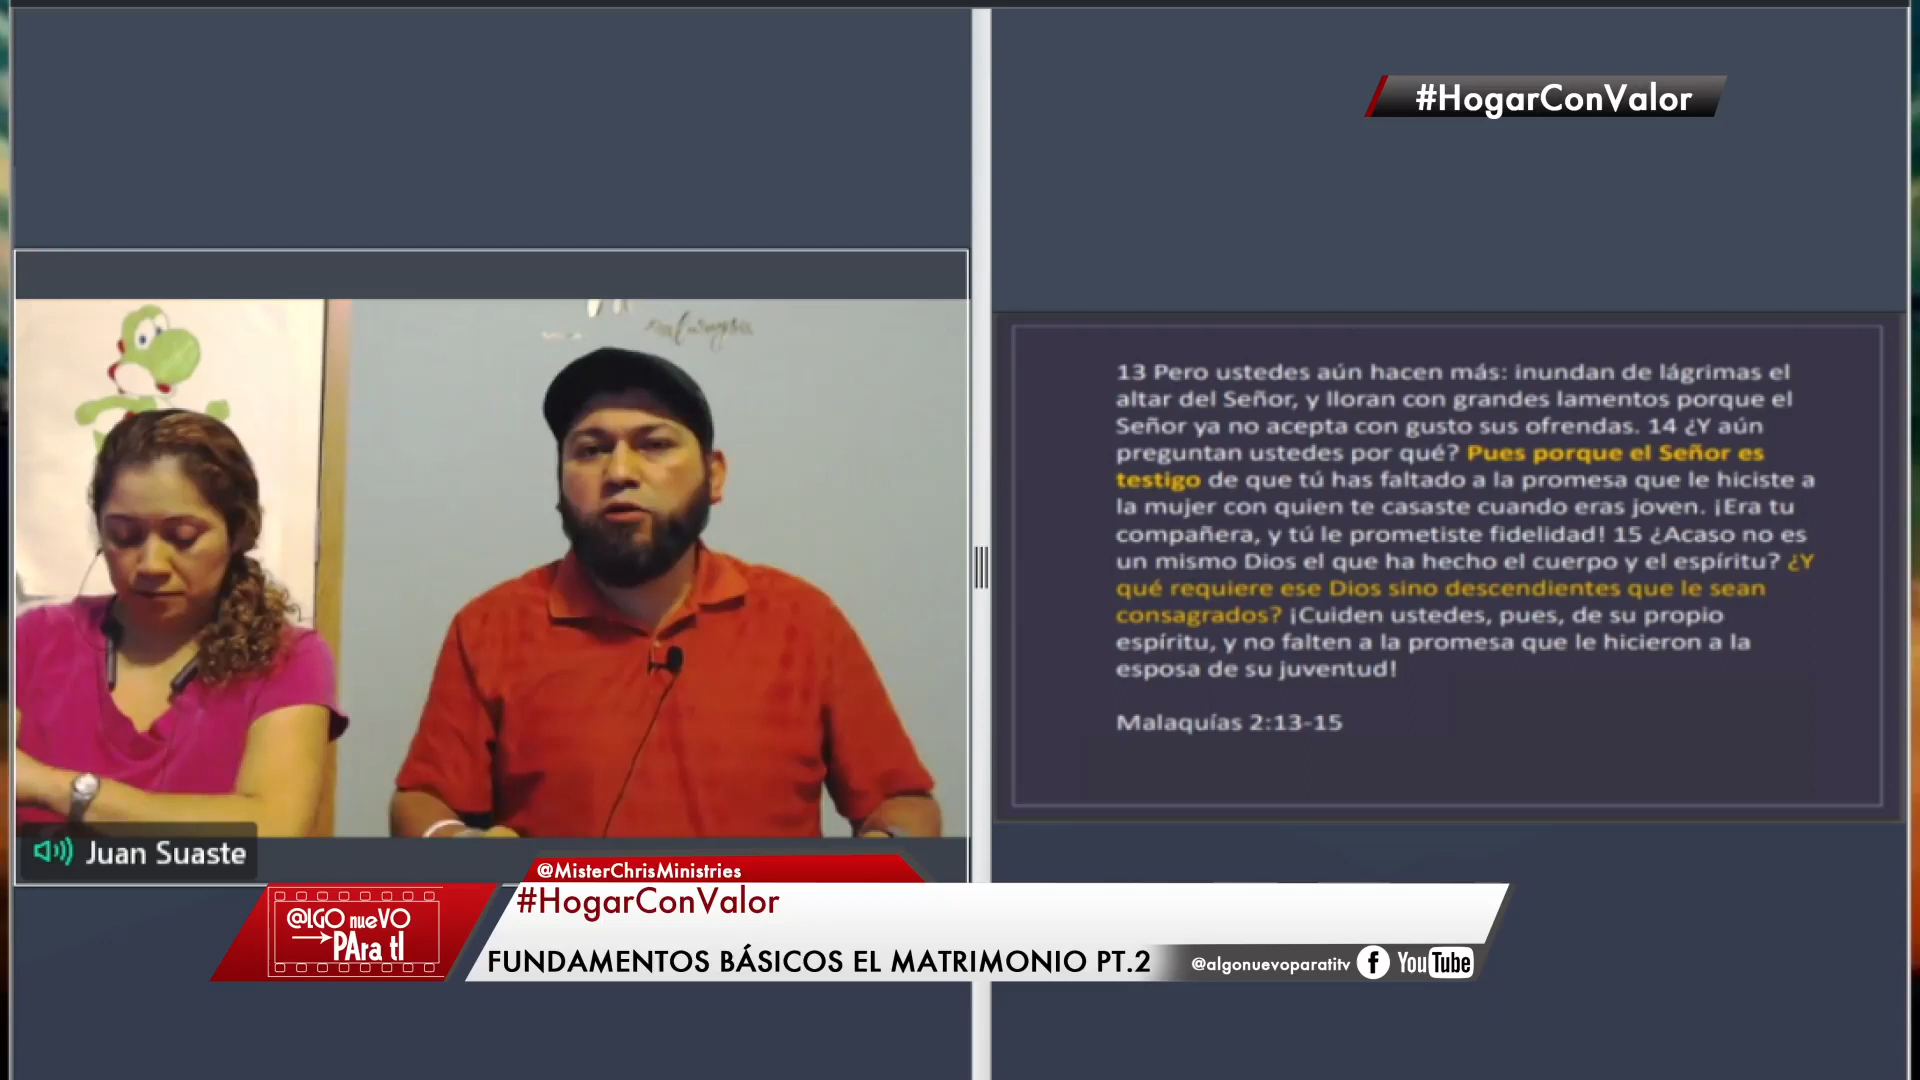 #HogarConValor
13 Pero ustedes aún hacen más: inundan de lágrimas el
altar del Señor, y lloran con grandes lamentos porque el
Señor ya no acepta con gusto sus ofrendas. 14 ¿Y aún
preguntan ustedes por qué? Pues porque el Señor es
testigo de que tú has faltado a la promesa que le hiciste a
la mujer con quien te casaste cuando eras joven. ¡Era tu
compañera, y tú le prometiste fidelidad! 15 ¿Acaso no es
un mismo Dios el que ha hecho el cuerpo y el espíritu? ¿Y
qué requiere ese Dios sino descendientes que le sean
consagrados? ¡Cuiden ustedes, pues, de su propio
espíritu, y no falten a la promesa que le hicieron a la
esposa de su juventud!
Malaquías 2:13-15
Juan Suaste
@MisterChrisMinistries
#HogarConValor
@LGO nueVO
PAra tI
FUNDAMENTOS BÁSICOS EL MATRIMONIO PT.2
@algonuevoparatitv f YouTube